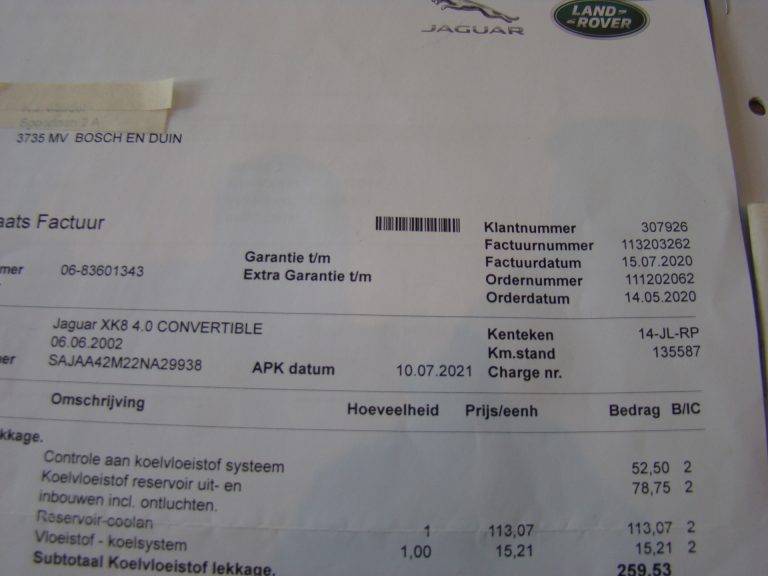 JAGUAR
LAND-
-ROVER
3735 MV BOSCH EN DUIN
aats Factuur
Klantnummer 307926
Factuurnummer 113203262
mer 06-83601343 Garantie t/m Factuurdatum 15.07.2020
Extra Garantie t/m Ordernummer 111202062
Orderdatum 14.05.2020
Jaguar XK8 4.0 CONVERTIBLE Kenteken 14-JL-RP
06.06.2002 Km.stand 135587
er SAJAA42M22NA29938 APK datum 10.07.2021 Charge nr.
Omschrijving Hoeveelheid Prijs/eenh Bedrag B/IC
kkage.
Controle aan koelvloeistof systeem 52,50 2
Koelvloeistof reservoir uit- en 78,75 2
inbouwen incl. ontluchten.
Reservoir-coolan 1 113,07 113,07 2
Vloeistof - koelsystem 1,00 15,21 15,21 2
Subtotaal Koelvloeistof lekkage. 259,53